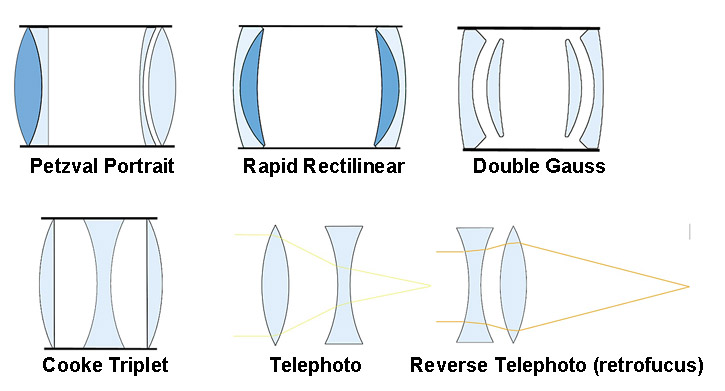 Petzval Portrait
Rapid Rectilinear
Double Gauss
Cooke Triplet
Telephoto
Reverse Telephoto (retrofucus)